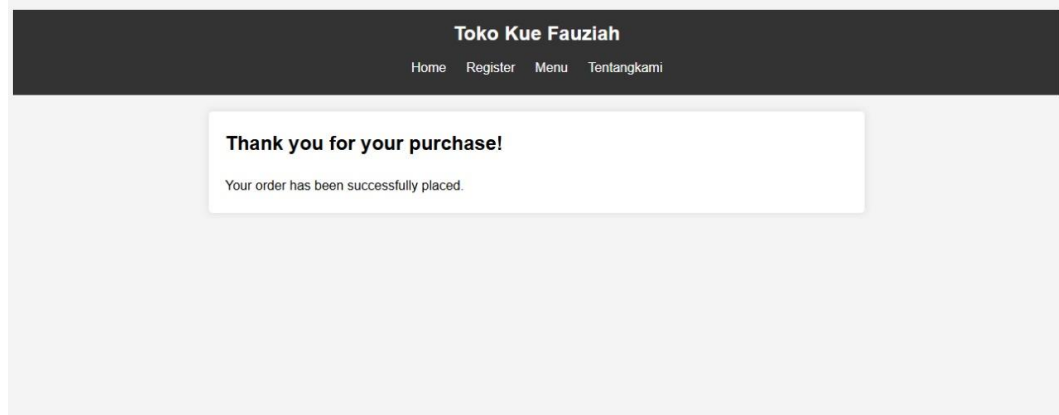 Toko Kue Fauziah
Home Register Menu Tentangkami
Thank you for your purchase!
Your order has been successfully placed.